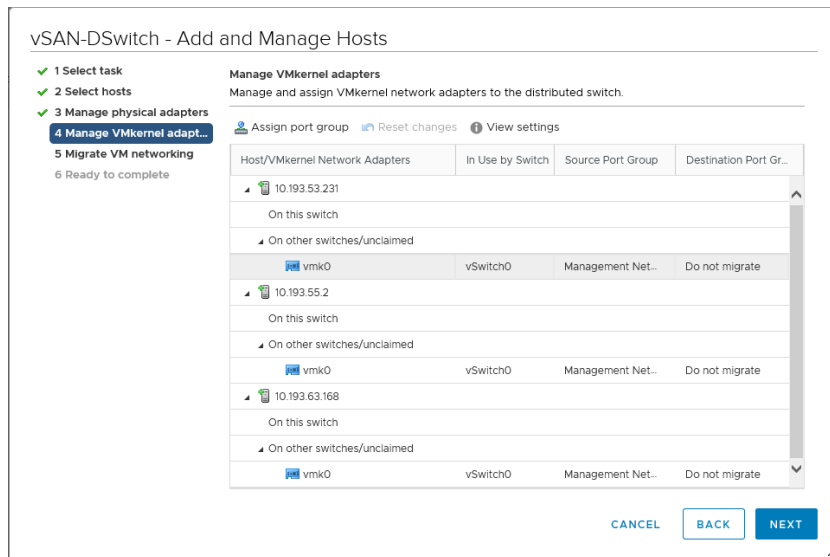 vSAN-DSwitch - Add and Manage Hosts
1 Select task
2 Select hosts
3 Manage physical adapters
4 Manage VMkernel adapt...
5 Migrate VM networking
6 Ready to complete
Manage VMkernel adapters
Manage and assign VMkernel network adapters to the distributed switch.
Assign port group Reset changes View settings
Host/VMkernel Network Adapters In Use by Switch Source Port Group Destination Port Gr...
10.193.53.231
On this switch
On other switches/unclaimed
vmk0 vSwitch0 Management Net... Do not migrate
10.193.55.2
On this switch
On other switches/unclaimed
vmk0 vSwitch0 Management Net... Do not migrate
10.193.63.168
On this switch
On other switches/unclaimed
vmk0 vSwitch0 Management Net... Do not migrate
CANCEL BACK NEXT